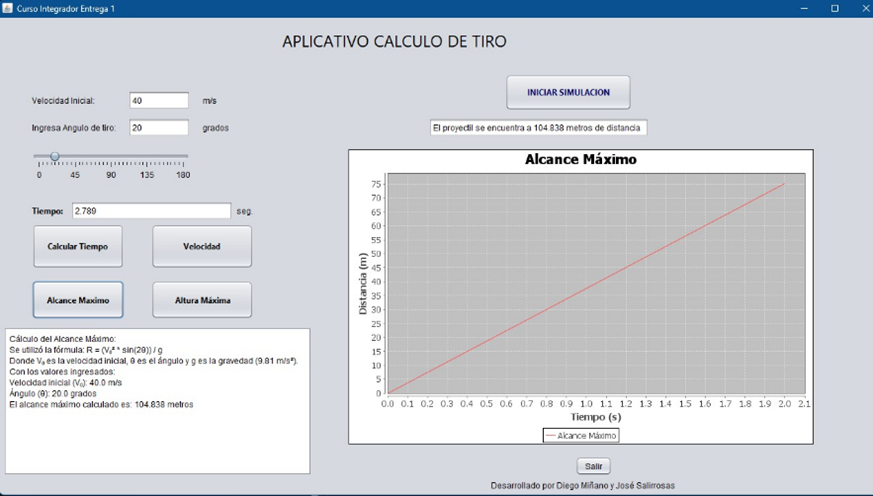 Curso Integrador Entrega 1
APLICATIVO CALCULO DE TIRO
Velocidad Inicial: 40 m/s
Ingresa Angulo de tiro: 20 grados
0 45 90 135 180
Tiempo: 2.789 seg.
Calcular Tiempo
Velocidad
Alcance Maximo
Altura Máxima
Cálculo del Alcance Máximo:
Se utilizó la fórmula: R = (V₀² * sin(2θ)) / g
Donde V₀ es la velocidad inicial, θ es el ángulo y g es la gravedad (9.81 m/s²).
Con los valores ingresados:
Velocidad inicial (V₀): 40.0 m/s
Ángulo (θ): 20.0 grados
El alcance máximo calculado es: 104.838 metros
INICIAR SIMULACION
El proyectil se encuentra a 104.838 metros de distancia
Alcance Máximo
Distancia (m)
75
70
65
60
55
50
45
40
35
30
25
20
15
10
5
0
0.0 0.1 0.2 0.3 0.4 0.5 0.6 0.7 0.8 0.9 1.0 1.1 1.2 1.3 1.4 1.5 1.6 1.7 1.8 1.9 2.0 2.1
Tiempo (s)
Alcance Máximo
Salir
Desarrollado por Diego Miñano y José Salirrosas